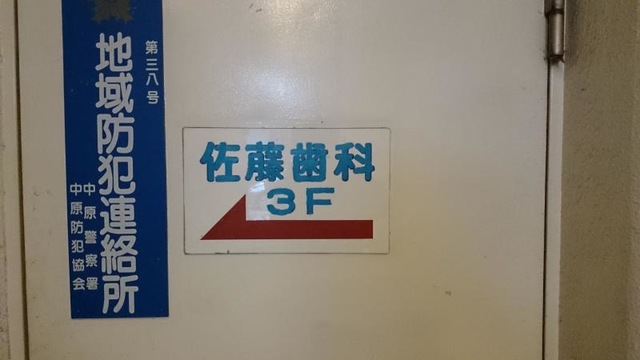 第三八号
地域防犯連絡所
中原警察署
中原防犯協会
佐藤歯科
3F